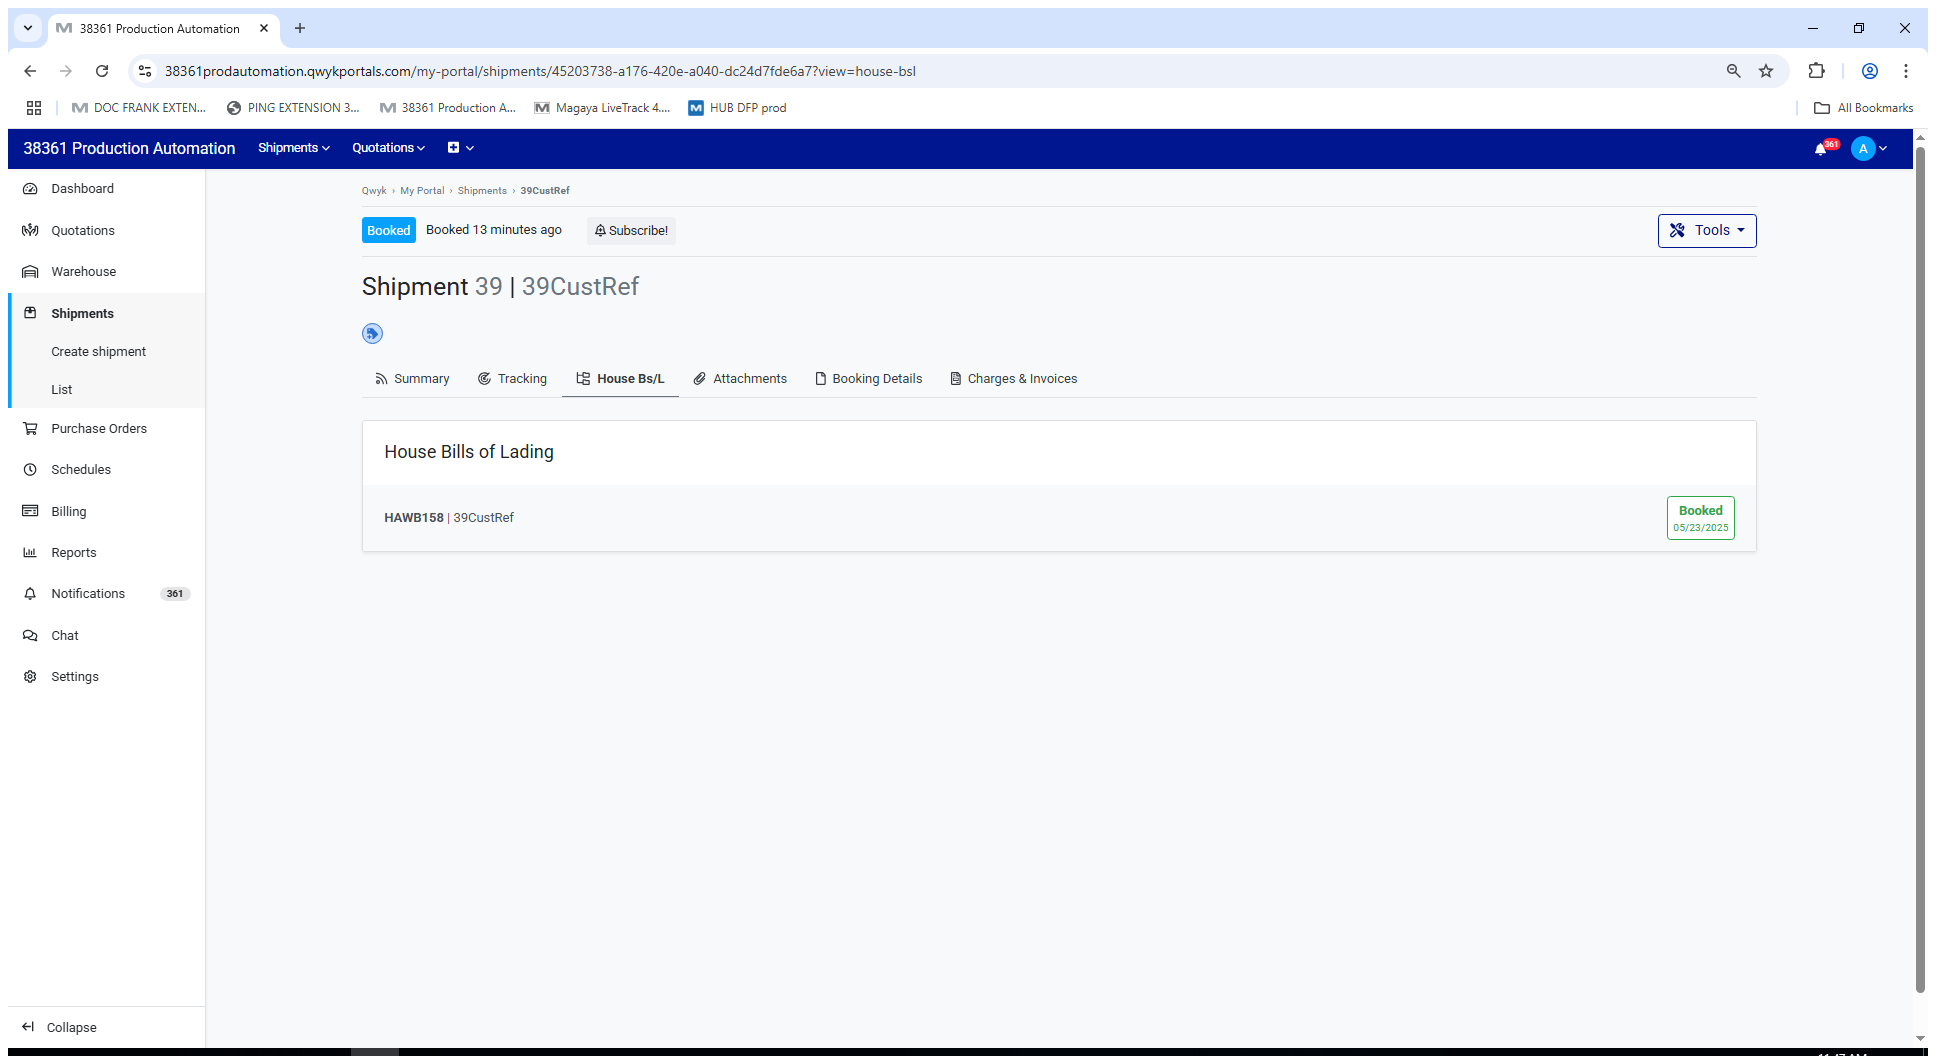 38361 Production Automation
38361prodautomation.qwykportals.com/my-portal/shipments/45203738-a176-420e-a040-dc24d7fde6a7?view=house-bsl
DOC FRANK EXTEN... PING EXTENSION 3... 38361 Production A... Magaya LiveTrack 4.... HUB DFP prod All Bookmarks
38361 Production Automation Shipments Quotations 361 A
Dashboard
Quotations
Warehouse
Shipments
Create shipment
List
Purchase Orders
Schedules
Billing
Reports
Notifications 361
Chat
Settings
Collapse
Qwyk › My Portal › Shipments › 39CustRef
Booked Booked 13 minutes ago Subscribe! Tools
Shipment 39 | 39CustRef
Summary Tracking House Bs/L Attachments Booking Details Charges & Invoices
House Bills of Lading
HAWB158 | 39CustRef
Booked
05/23/2025